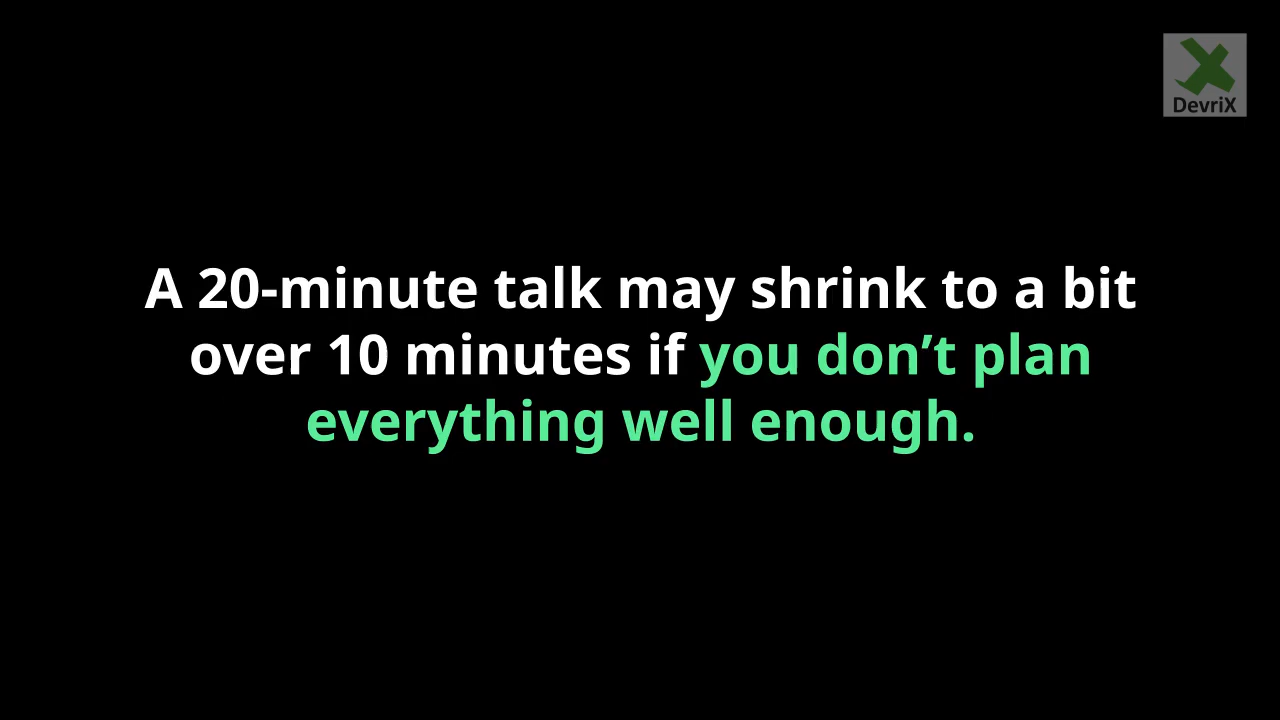 DevriX
A 20-minute talk may shrink to a bit
over 10 minutes if you don’t plan
everything well enough.